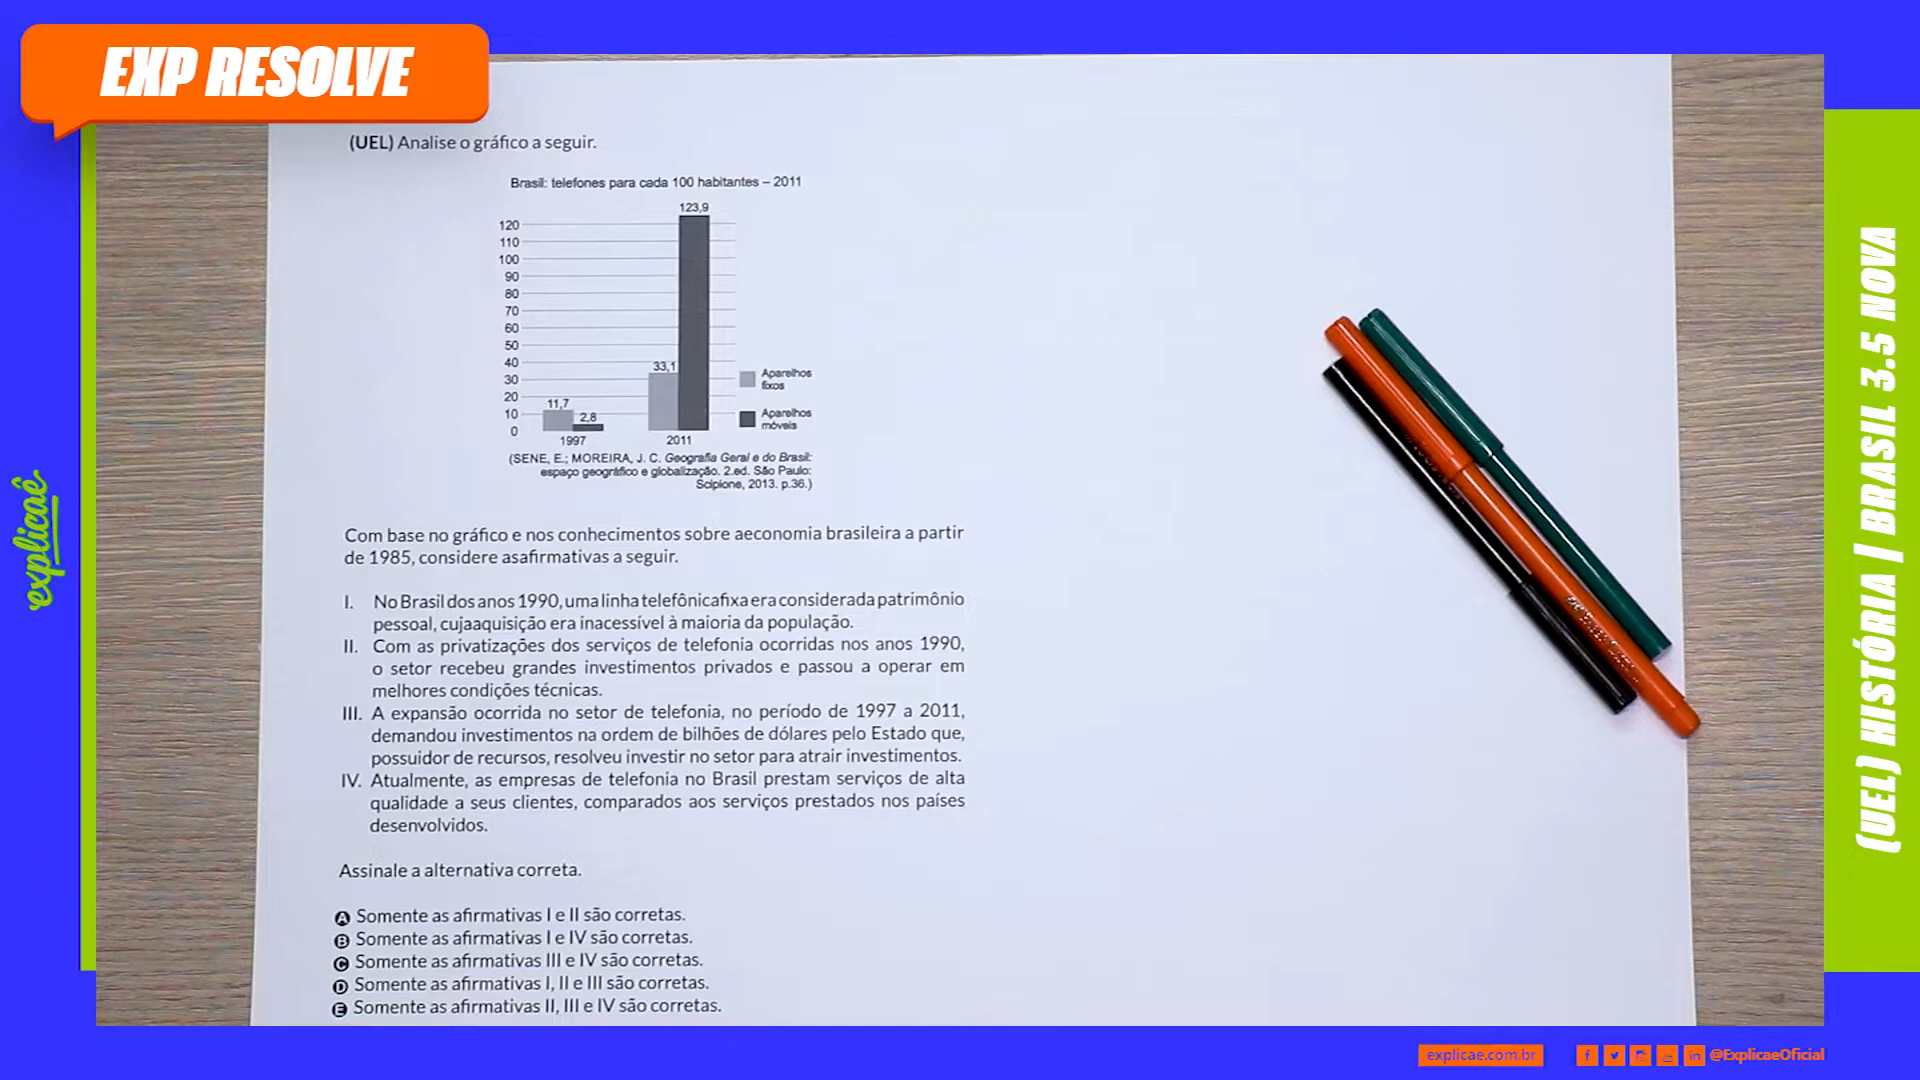 EXP RESOLVE
(UEL) Analise o gráfico a seguir.
Brasil: telefones para cada 100 habitantes – 2011
123,9
120
110
100
90
80
70
60
50
40
30
20
10
0
33,1
11,7
2,8
1997
2011
Aparelhos
fixos
Aparelhos
móveis
(SENE, E.; MOREIRA, J. C. Geografia Geral e do Brasil:
espaço geográfico e globalização. 2.ed. São Paulo:
Scipione, 2013. p.36.)
Com base no gráfico e nos conhecimentos sobre aeconomia brasileira a partir
de 1985, considere asafirmativas a seguir.
I. No Brasil dos anos 1990, uma linha telefônicafixa era considerada patrimônio
pessoal, cujaaquisição era inacessível à maioria da população.
II. Com as privatizações dos serviços de telefonia ocorridas nos anos 1990,
o setor recebeu grandes investimentos privados e passou a operar em
melhores condições técnicas.
III. A expansão ocorrida no setor de telefonia, no período de 1997 a 2011,
demandou investimentos na ordem de bilhões de dólares pelo Estado que,
possuidor de recursos, resolveu investir no setor para atrair investimentos.
IV. Atualmente, as empresas de telefonia no Brasil prestam serviços de alta
qualidade a seus clientes, comparados aos serviços prestados nos países
desenvolvidos.
Assinale a alternativa correta.
A Somente as afirmativas I e II são corretas.
B Somente as afirmativas I e IV são corretas.
C Somente as afirmativas III e IV são corretas.
D Somente as afirmativas I, II e III são corretas.
E Somente as afirmativas II, III e IV são corretas.
explicaê
(UEL) HISTÓRIA | BRASIL 3.5 NOVA
explicae.com.br
@ExplicaeOficial